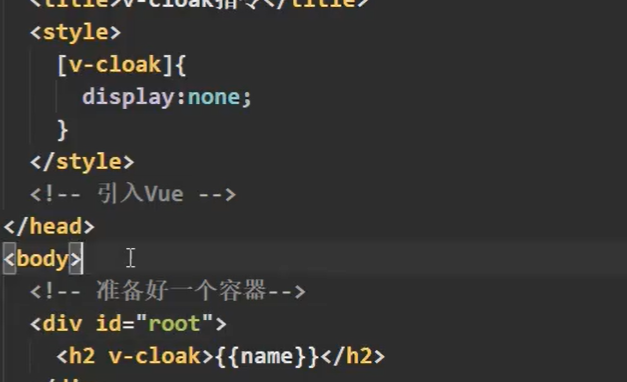 <title>v-cloak指令</title>
<style>
[v-cloak]{
display:none;
}
</style>
<!-- 引入Vue -->
</head>
<body>
<!-- 准备好一个容器-->
<div id="root">
<h2 v-cloak>{{name}}</h2>